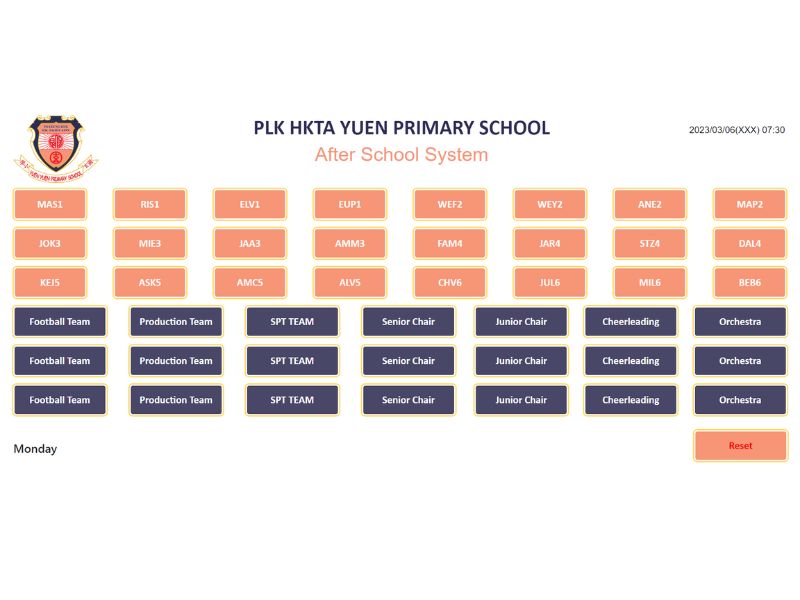 PLK HKTA YUEN PRIMARY SCHOOL
2023/03/06(XXX) 07:30
After School System
MAS1 RIS1 ELV1 EUP1 WEF2 WEY2 ANE2 MAP2
JOK3 MIE3 JAA3 AMM3 FAM4 JAR4 STZ4 DAL4
KEJ5 ASK5 AMC5 ALV5 CHV6 JUL6 MIL6 BEB6
Football Team Production Team SPT TEAM Senior Chair Junior Chair Cheerleading Orchestra
Football Team Production Team SPT TEAM Senior Chair Junior Chair Cheerleading Orchestra
Football Team Production Team SPT TEAM Senior Chair Junior Chair Cheerleading Orchestra
Monday
Reset